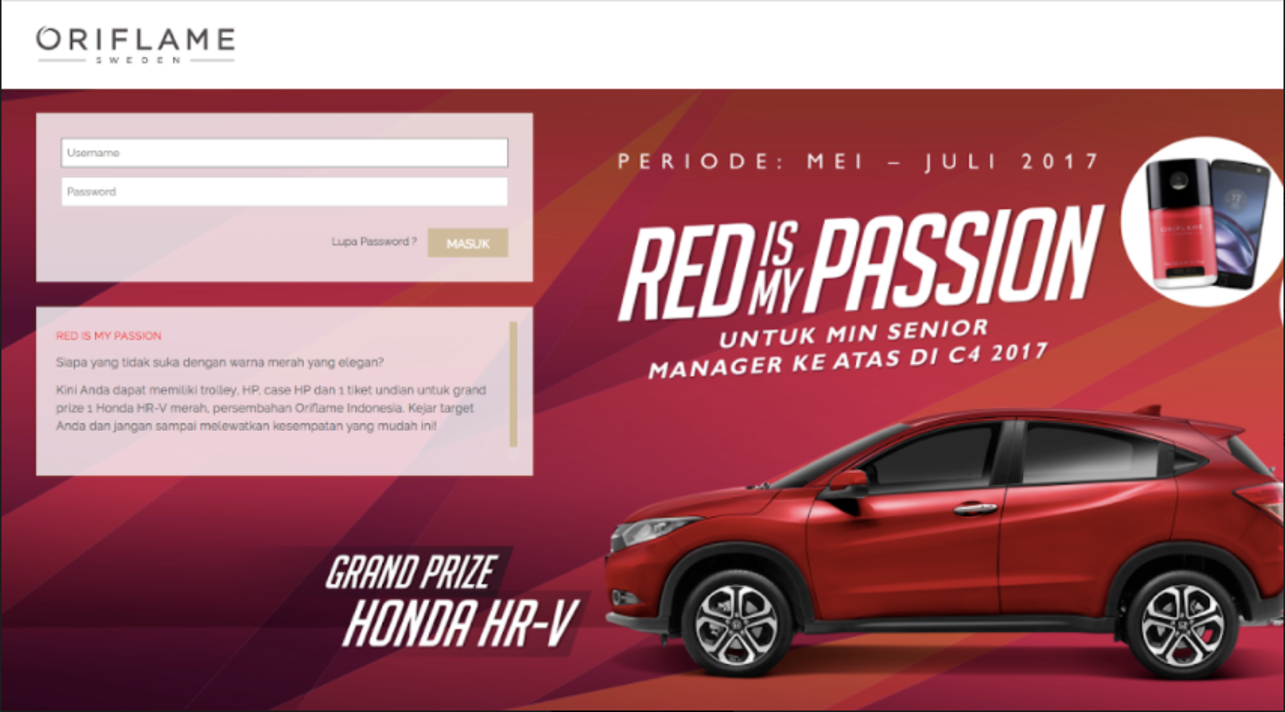 ORIFLAME
SWEDEN
Username
Password
Lupa Password ?
MASUK
RED IS MY PASSION
Siapa yang tidak suka dengan warna merah yang elegan?
Kini Anda dapat memiliki trolley, HP, case HP dan 1 tiket undian untuk grand
prize 1 Honda HR-V merah, persembahan Oriflame Indonesia. Kejar target
Anda dan jangan sampai melewatkan kesempatan yang mudah ini!
PERIODE: MEI – JULI 2017
RED IS MY PASSION
UNTUK MIN SENIOR
MANAGER KE ATAS DI C4 2017
ORIFLAME
GRAND PRIZE
HONDA HR-V